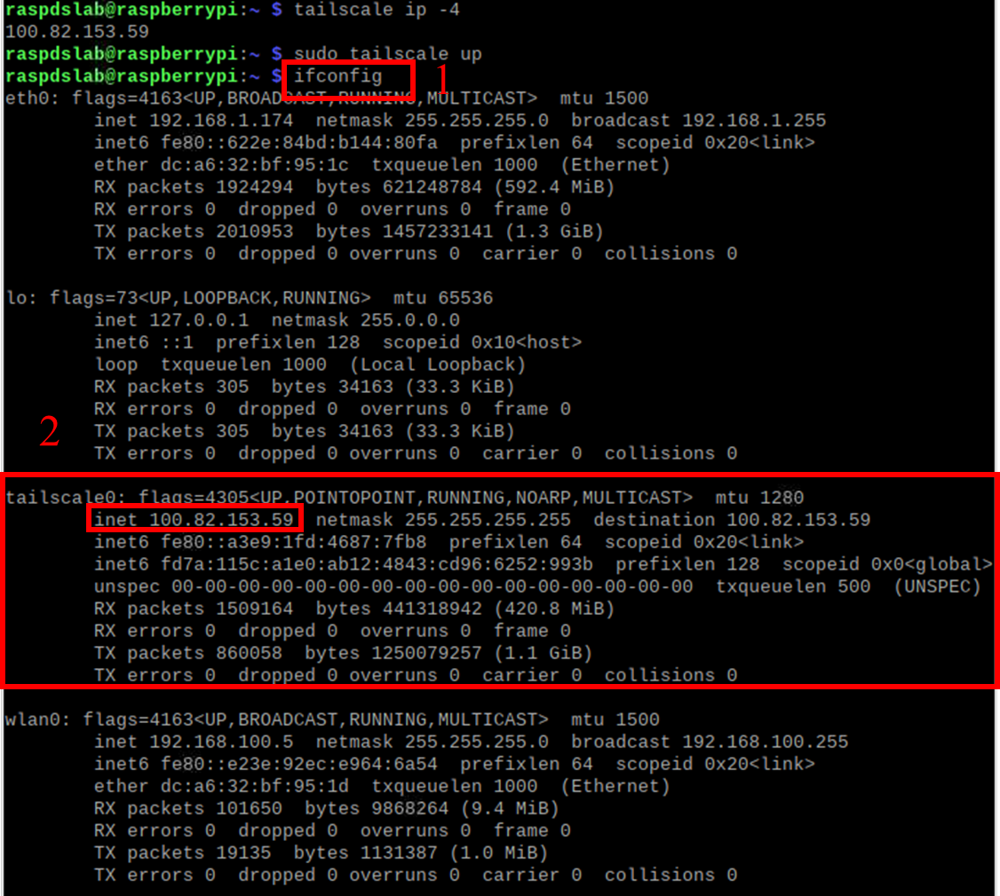 raspdslab@raspberrypi:~ $ tailscale ip -4
100.82.153.59
raspdslab@raspberrypi:~ $ sudo tailscale up
raspdslab@raspberrypi:~ $ ifconfig 1
eth0: flags=4163<UP,BROADCAST,RUNNING,MULTICAST>  mtu 1500
        inet 192.168.1.174  netmask 255.255.255.0  broadcast 192.168.1.255
        inet6 fe80::622e:84bd:b144:80fa  prefixlen 64  scopeid 0x20<link>
        ether dc:a6:32:bf:95:1c  txqueuelen 1000  (Ethernet)
        RX packets 1924294  bytes 621248784 (592.4 MiB)
        RX errors 0  dropped 0  overruns 0  frame 0
        TX packets 2010953  bytes 1457233141 (1.3 GiB)
        TX errors 0  dropped 0 overruns 0  carrier 0  collisions 0
lo: flags=73<UP,LOOPBACK,RUNNING>  mtu 65536
        inet 127.0.0.1  netmask 255.0.0.0
        inet6 ::1  prefixlen 128  scopeid 0x10<host>
        loop  txqueuelen 1000  (Local Loopback)
        RX packets 305  bytes 34163 (33.3 KiB)
        RX errors 0  dropped 0  overruns 0  frame 0
2
        TX packets 305  bytes 34163 (33.3 KiB)
        TX errors 0  dropped 0 overruns 0  carrier 0  collisions 0
tailscale0: flags=4305<UP,POINTOPOINT,RUNNING,NOARP,MULTICAST>  mtu 1280
        inet 100.82.153.59  netmask 255.255.255.255  destination 100.82.153.59
        inet6 fe80::a3e9:1fd:4687:7fb8  prefixlen 64  scopeid 0x20<link>
        inet6 fd7a:115c:a1e0:ab12:4843:cd96:6252:993b  prefixlen 128  scopeid 0x0<global>
        unspec 00-00-00-00-00-00-00-00-00-00-00-00-00-00-00-00  txqueuelen 500  (UNSPEC)
        RX packets 1509164  bytes 441318942 (420.8 MiB)
        RX errors 0  dropped 0  overruns 0  frame 0
        TX packets 860058  bytes 1250079257 (1.1 GiB)
        TX errors 0  dropped 0 overruns 0  carrier 0  collisions 0
wlan0: flags=4163<UP,BROADCAST,RUNNING,MULTICAST>  mtu 1500
        inet 192.168.100.5  netmask 255.255.255.0  broadcast 192.168.100.255
        inet6 fe80::e23e:92ec:e964:6a54  prefixlen 64  scopeid 0x20<link>
        ether dc:a6:32:bf:95:1d  txqueuelen 1000  (Ethernet)
        RX packets 101650  bytes 9868264 (9.4 MiB)
        RX errors 0  dropped 0  overruns 0  frame 0
        TX packets 19135  bytes 1131387 (1.0 MiB)
        TX errors 0  dropped 0 overruns 0  carrier 0  collisions 0